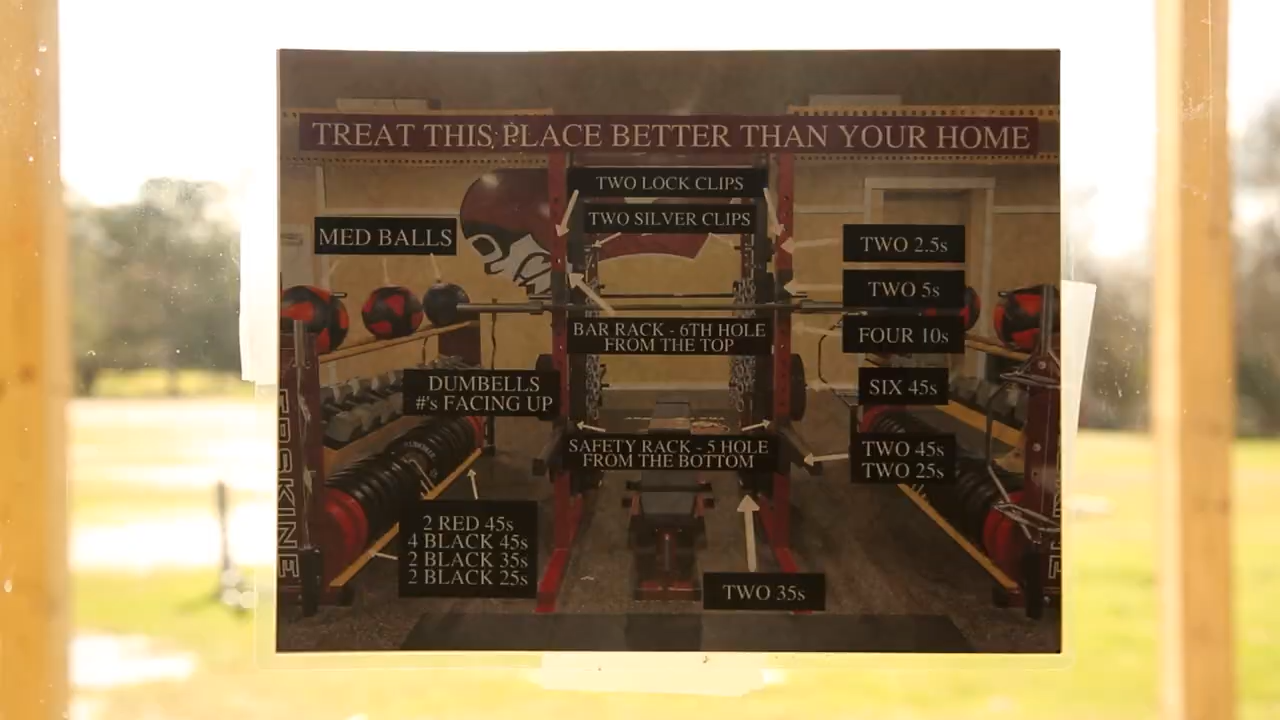 TREAT THIS PLACE BETTER THAN YOUR HOME
TWO LOCK CLIPS
TWO SILVER CLIPS
MED BALLS
TWO 2.5s
TWO 5s
FOUR 10s
BAR RACK - 6TH HOLE
FROM THE TOP
DUMBELLS
#'s FACING UP
SIX 45s
SAFETY RACK - 5 HOLE
FROM THE BOTTOM
TWO 45s
TWO 25s
2 RED 45s
4 BLACK 45s
2 BLACK 35s
2 BLACK 25s
TWO 35s